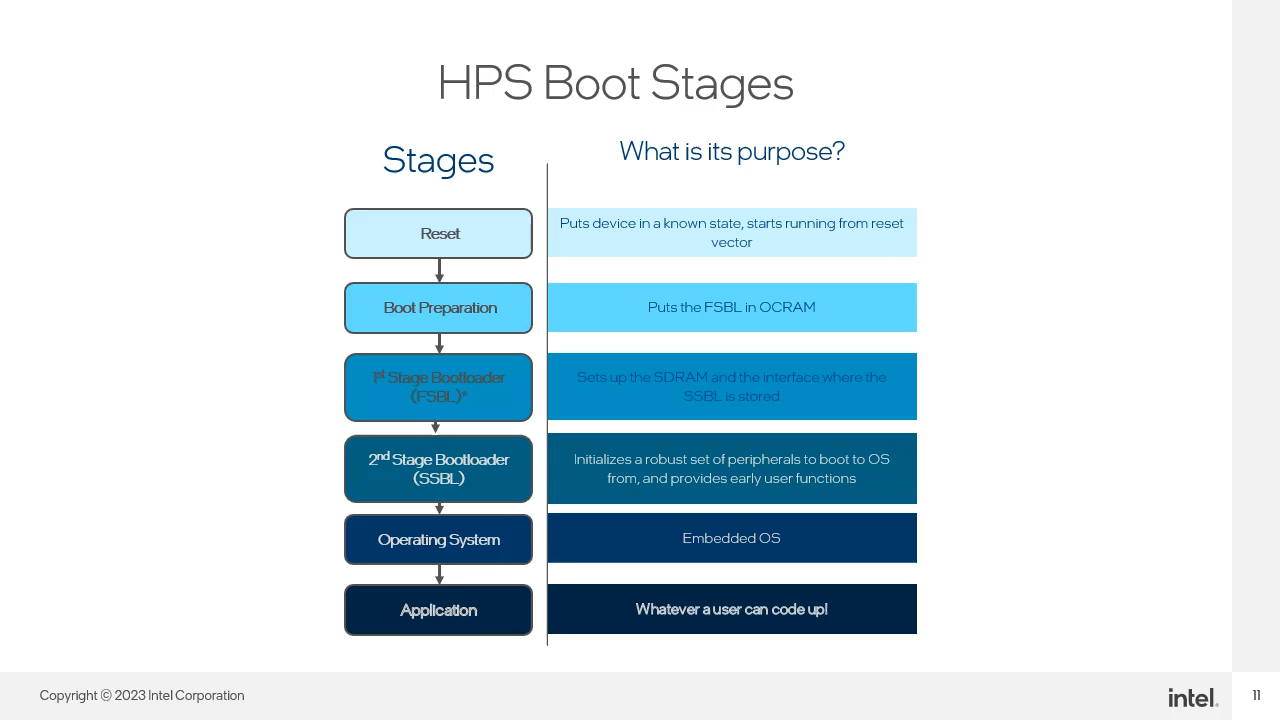 HPS Boot Stages
Stages
What is its purpose?
Reset
Puts device in a known state, starts running from reset
vector
Boot Preparation
Puts the FSBL in OCRAM
1st Stage Bootloader
(FSBL)*
Sets up the SDRAM and the interface where the
SSBL is stored
2nd Stage Bootloader
(SSBL)
Initializes a robust set of peripherals to boot to OS
from, and provides early user functions
Operating System
Embedded OS
Application
Whatever a user can code up!
Copyright © 2023 Intel Corporation
intel.
11